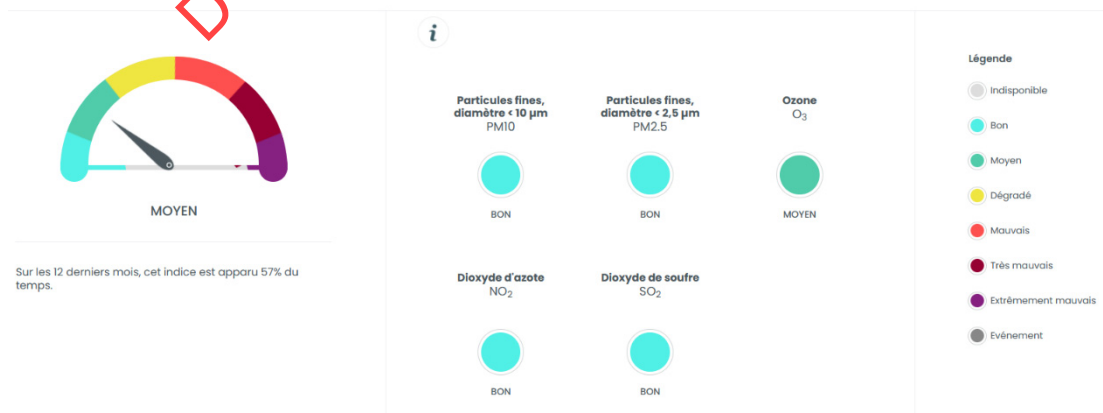 D
i
MOYEN
Sur les 12 derniers mois, cet indice est apparu 57% du
temps.
Particules fines,
diamètre < 10 µm
PM10
BON
Particules fines,
diamètre < 2,5 µm
PM2.5
BON
Ozone
O₃
MOYEN
Dioxyde d'azote
NO₂
BON
Dioxyde de soufre
SO₂
BON
Légende
Indisponible
Bon
Moyen
Dégradé
Mauvais
Très mauvais
Extrêmement mauvais
Evénement